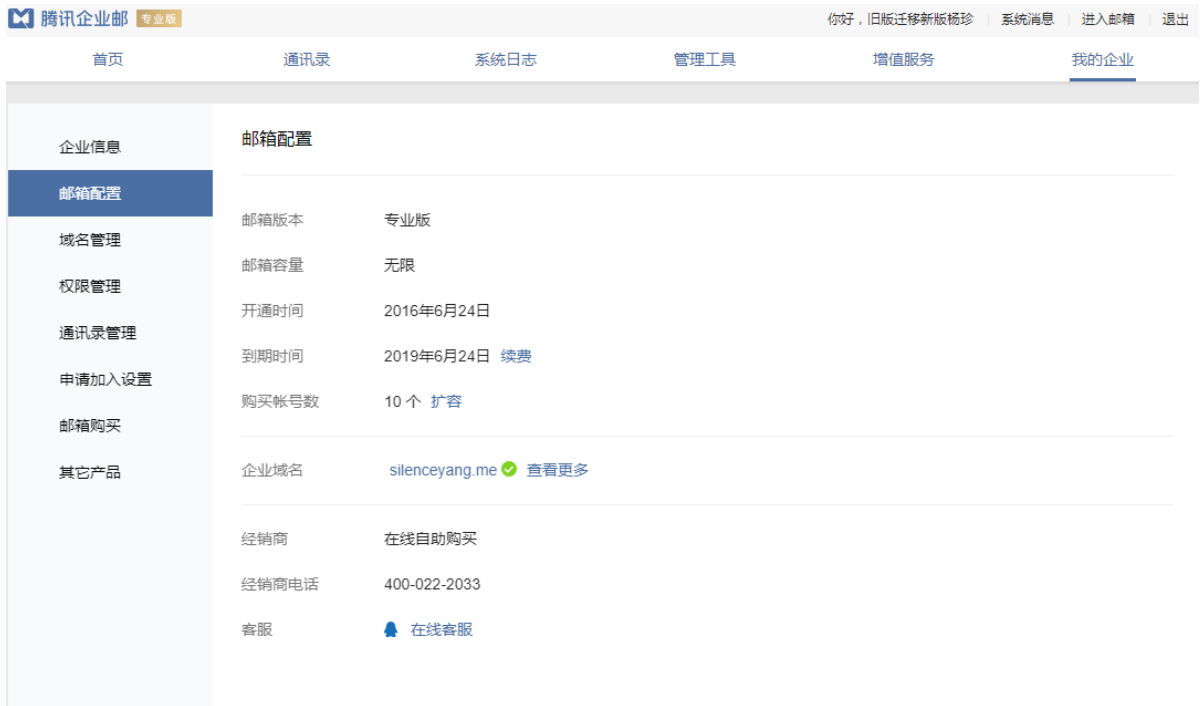 腾讯企业邮 专业版 你好，旧版迁移新版杨珍 系统消息 进入邮箱 退出
首页 通讯录 系统日志 管理工具 增值服务 我的企业
企业信息
邮箱配置
域名管理
权限管理
通讯录管理
申请加入设置
邮箱购买
其它产品
邮箱配置
邮箱版本 专业版
邮箱容量 无限
开通时间 2016年6月24日
到期时间 2019年6月24日 续费
购买帐号数 10 个 扩容
企业域名 silenceyang.me 查看更多
经销商 在线自助购买
经销商电话 400-022-2033
客服 在线客服